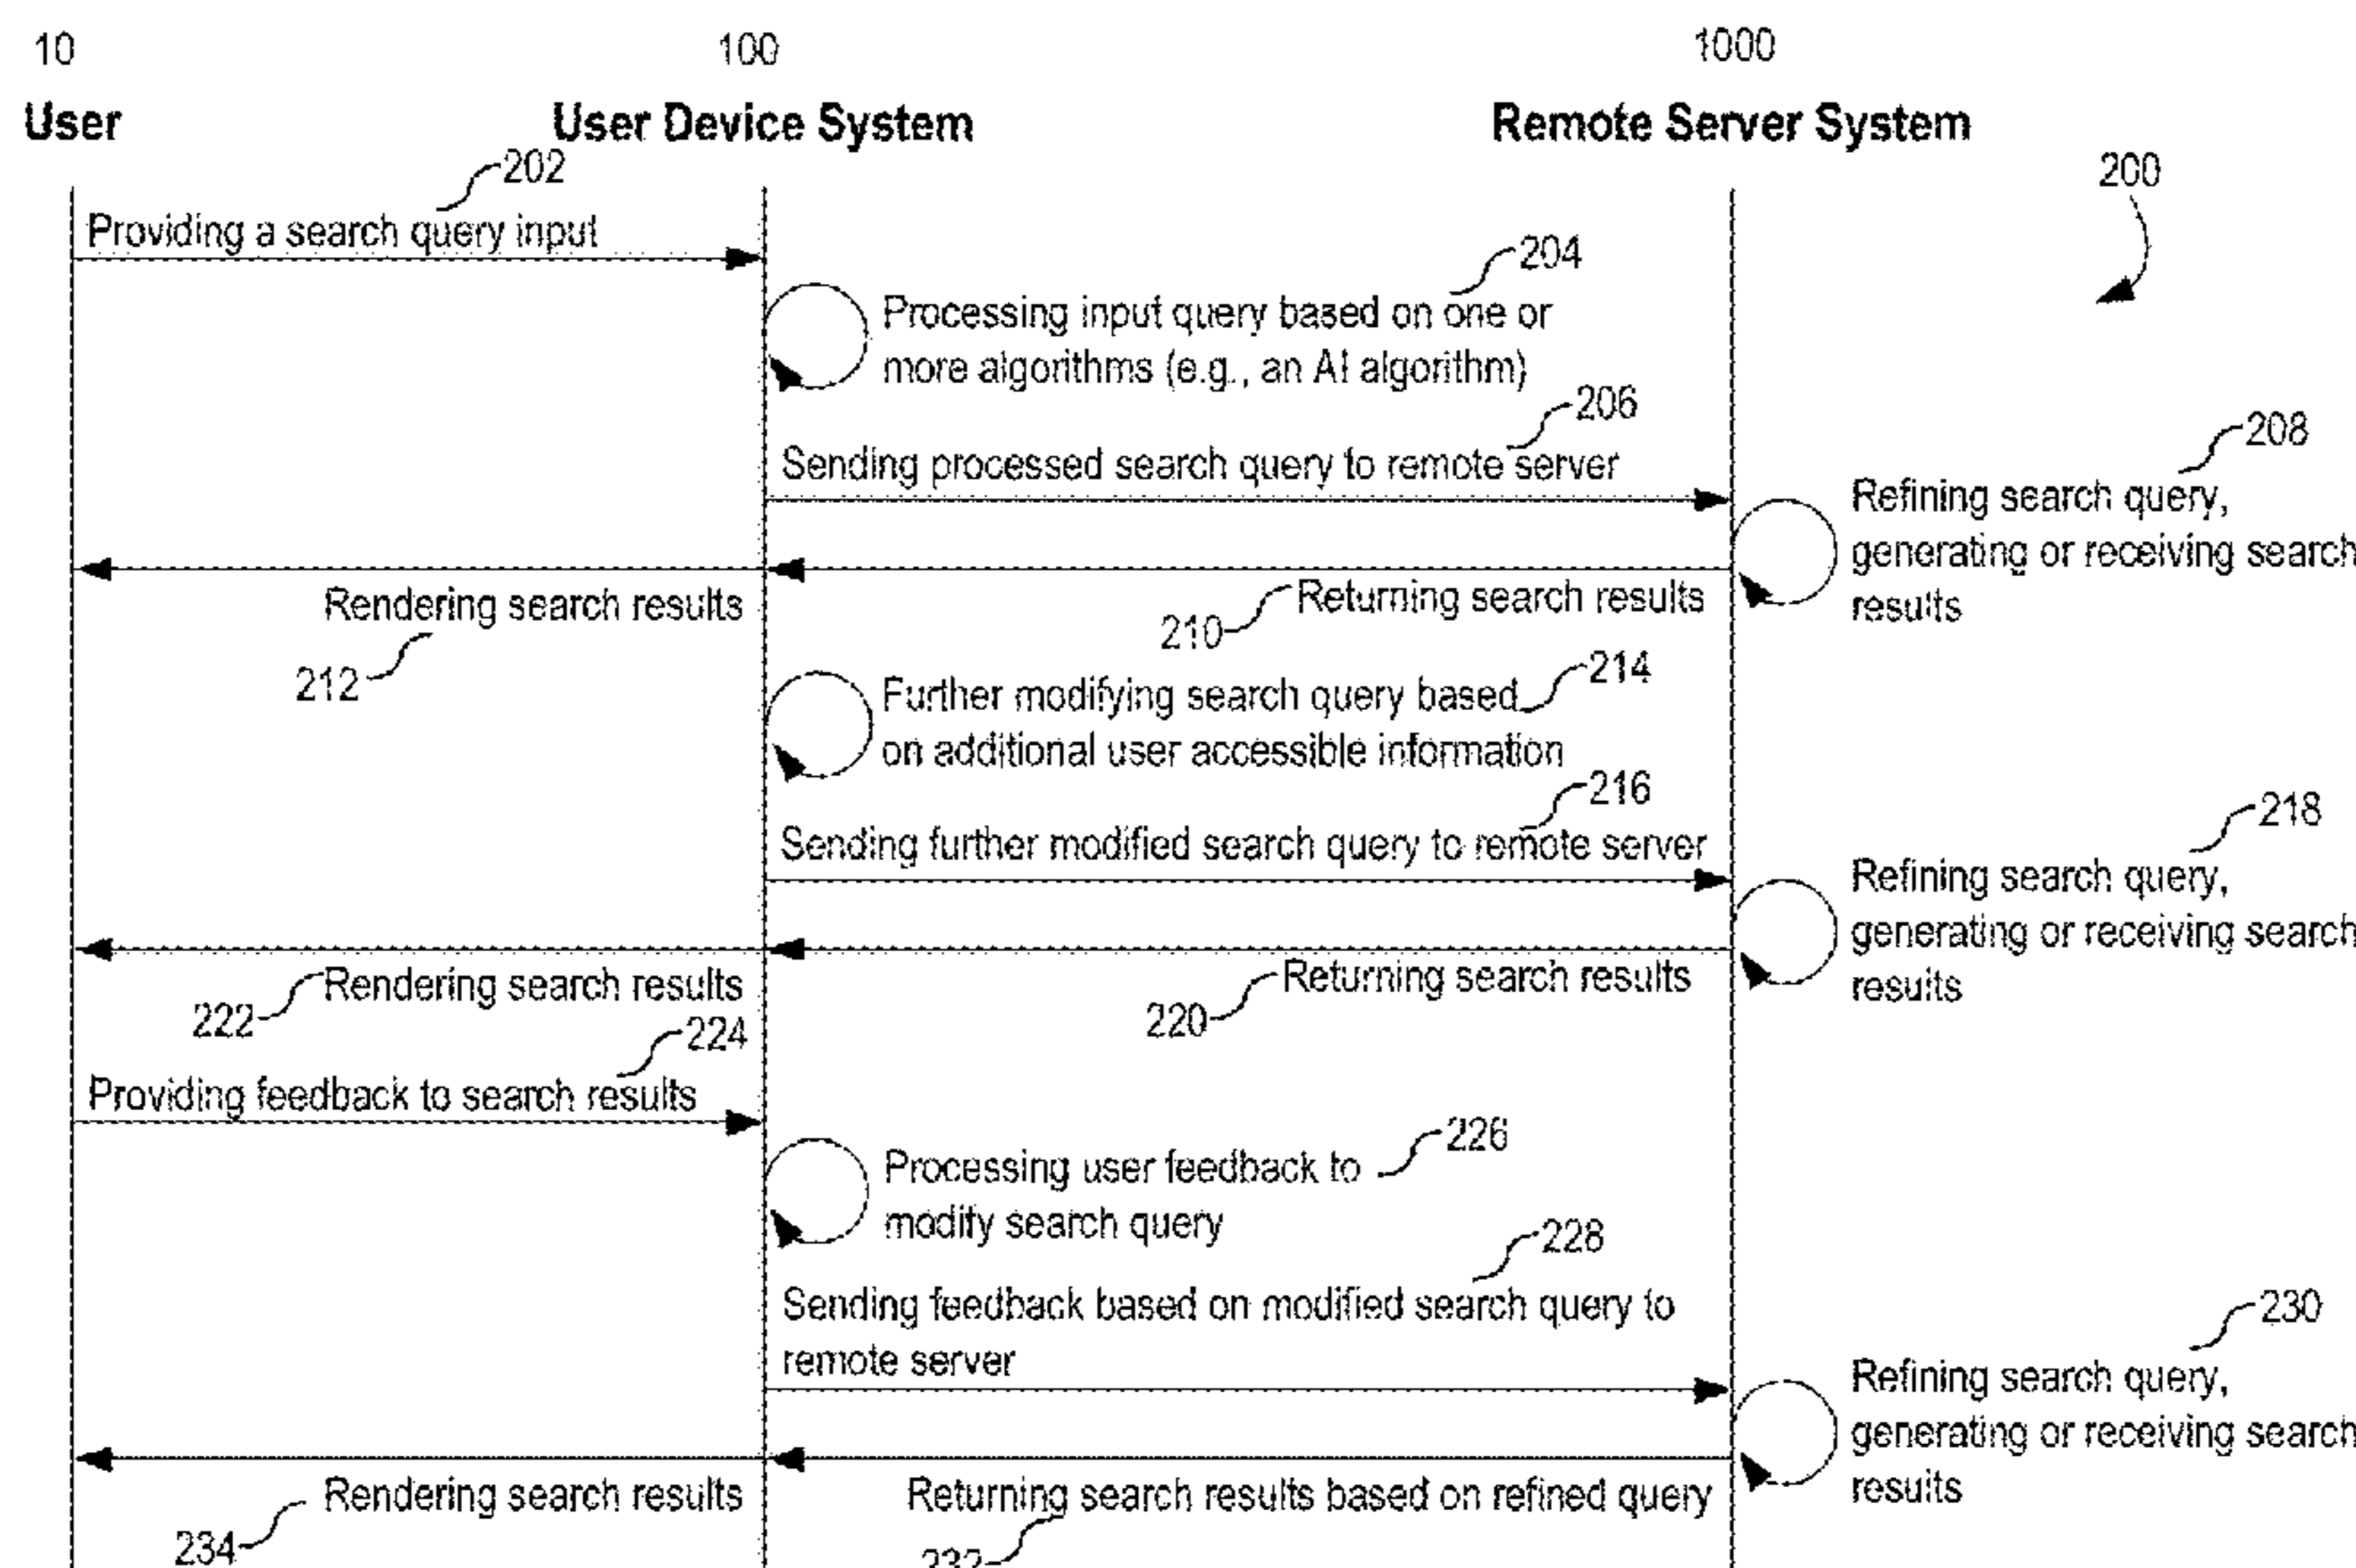 10
100
1000
User
User Device System
Remote Server System
202
200
Providing a search query input
204
Processing input query based on one or
more algorithms (e.g., an AI algorithm)
206
208
Sending processed search query to remote server
Refining search query,
generating or receiving search
results
Rendering search results
Returning search results
210
212
214
Further modifying search query based
on additional user accessible information
216
218
Sending further modified search query to remote server
Refining search query,
generating or receiving search
results
Rendering search results
Returning search results
222
220
224
Providing feedback to search results
226
Processing user feedback to
modify search query
228
Sending feedback based on modified search query to
remote server
230
Refining search query,
generating or receiving search
results
Rendering search results
Returning search results based on refined query
234
232